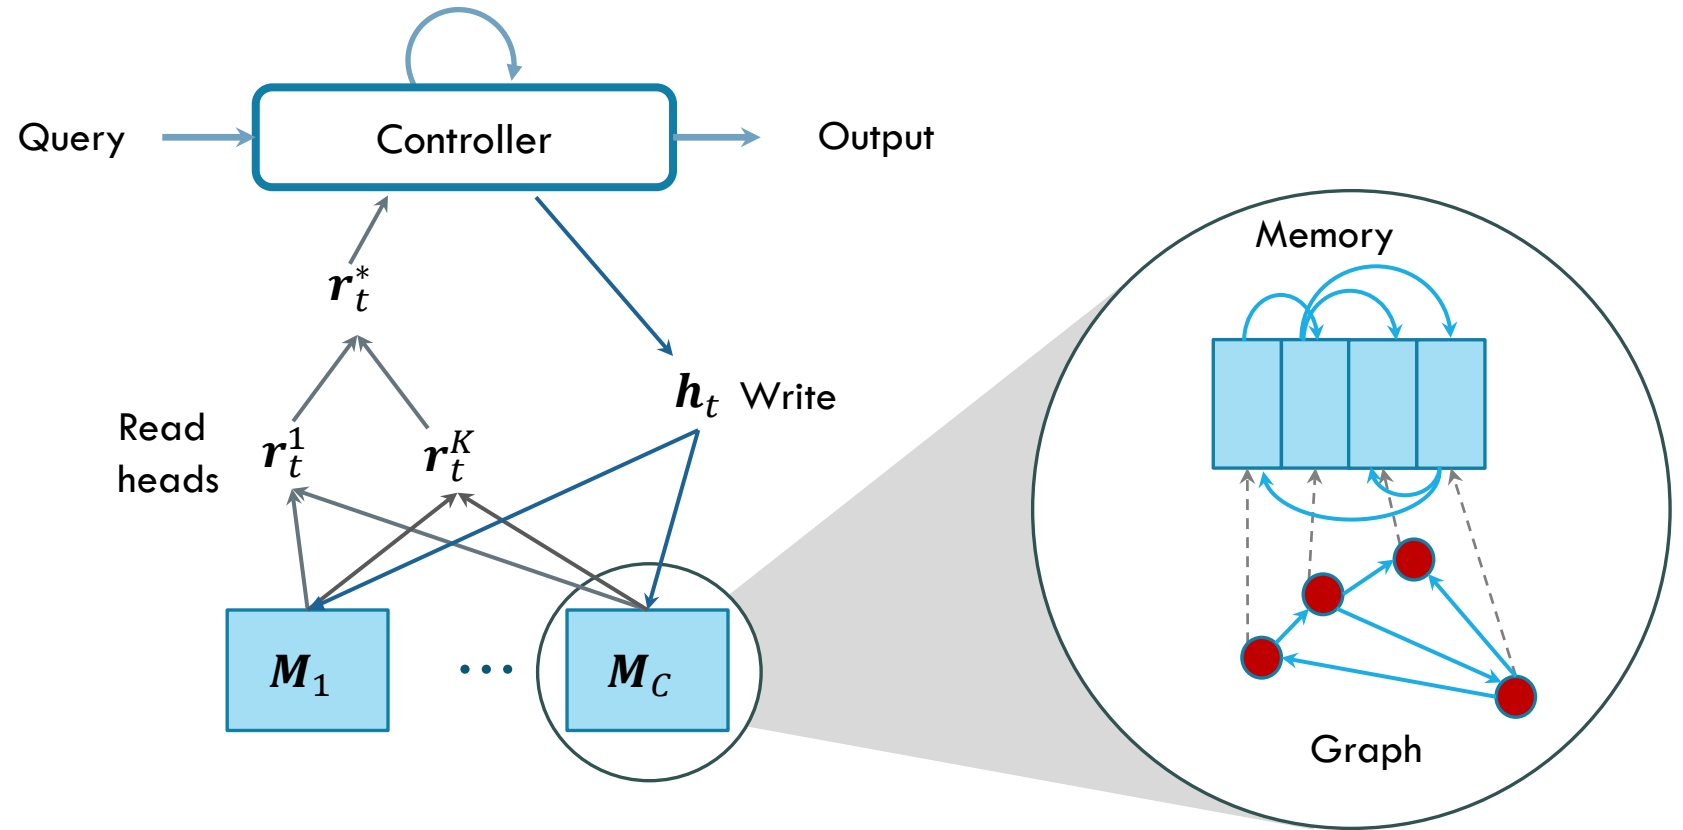 Query
Controller
Output
Memory
r*t
ht Write
Read
heads
r1t
rKt
M1
...
MC
Graph